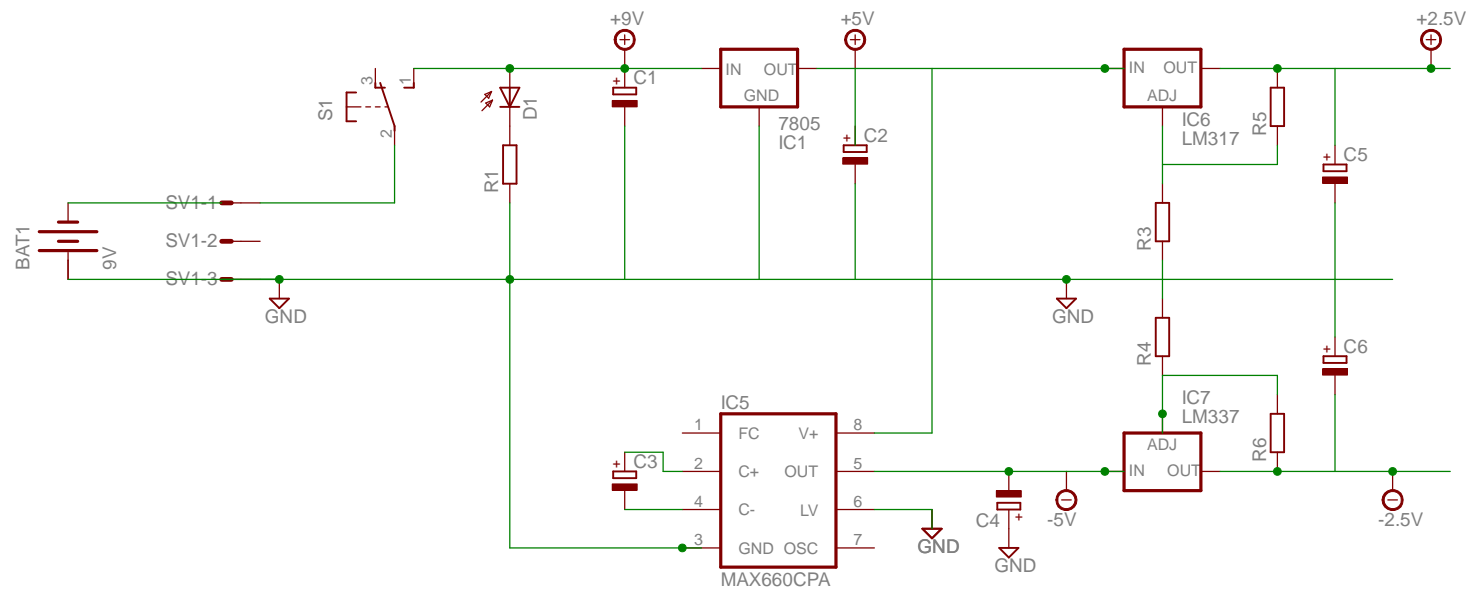 +9V
+5V
+2.5V
3
1
2
S1
D1
R1
C1
IN
OUT
GND
7805
IC1
C2
IN
OUT
ADJ
IC6
LM317
R5
C5
SV1-1
SV1-2
SV1-3
BAT1
9V
R3
GND
GND
R4
C6
IC7
LM337
ADJ
IN
OUT
R6
IC5
1
FC
V+
8
C3
2
C+
OUT
5
4
C-
LV
6
3
GND
OSC
7
MAX660CPA
GND
C4
GND
-5V
-2.5V